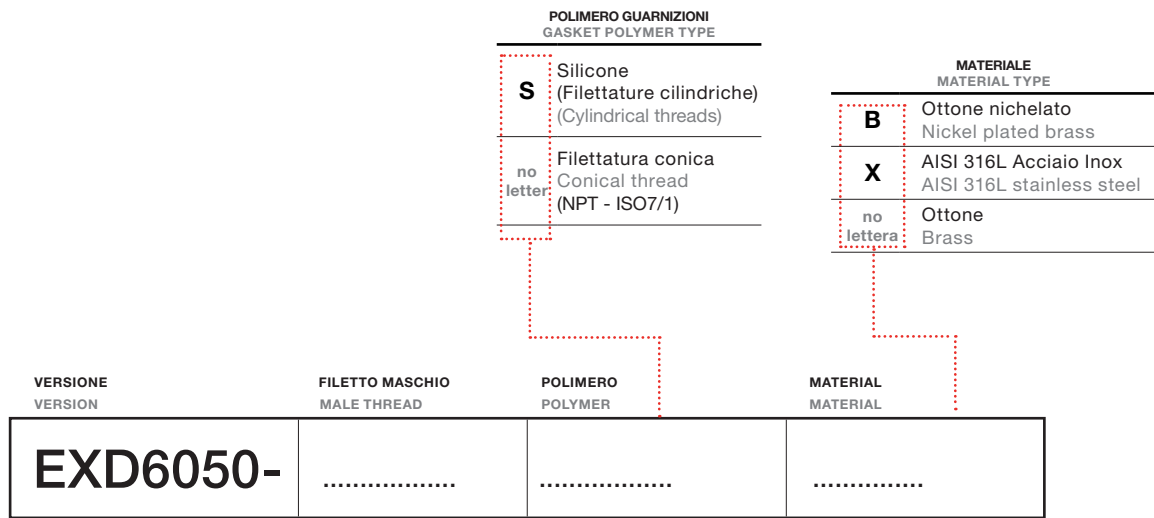 POLIMERO GUARNIZIONI
GASKET POLYMER TYPE
S
Silicone
(Filettature cilindriche)
(Cylindrical threads)
no
letter
Filettatura conica
Conical thread
(NPT - ISO7/1)
MATERIALE
MATERIAL TYPE
B
Ottone nichelato
Nickel plated brass
X
AISI 316L Acciaio Inox
AISI 316L stainless steel
no
lettera
Ottone
Brass
VERSIONE
VERSION
FILETTO MASCHIO
MALE THREAD
POLIMERO
POLYMER
MATERIAL
MATERIAL
EXD6050-
..................
..................
...............